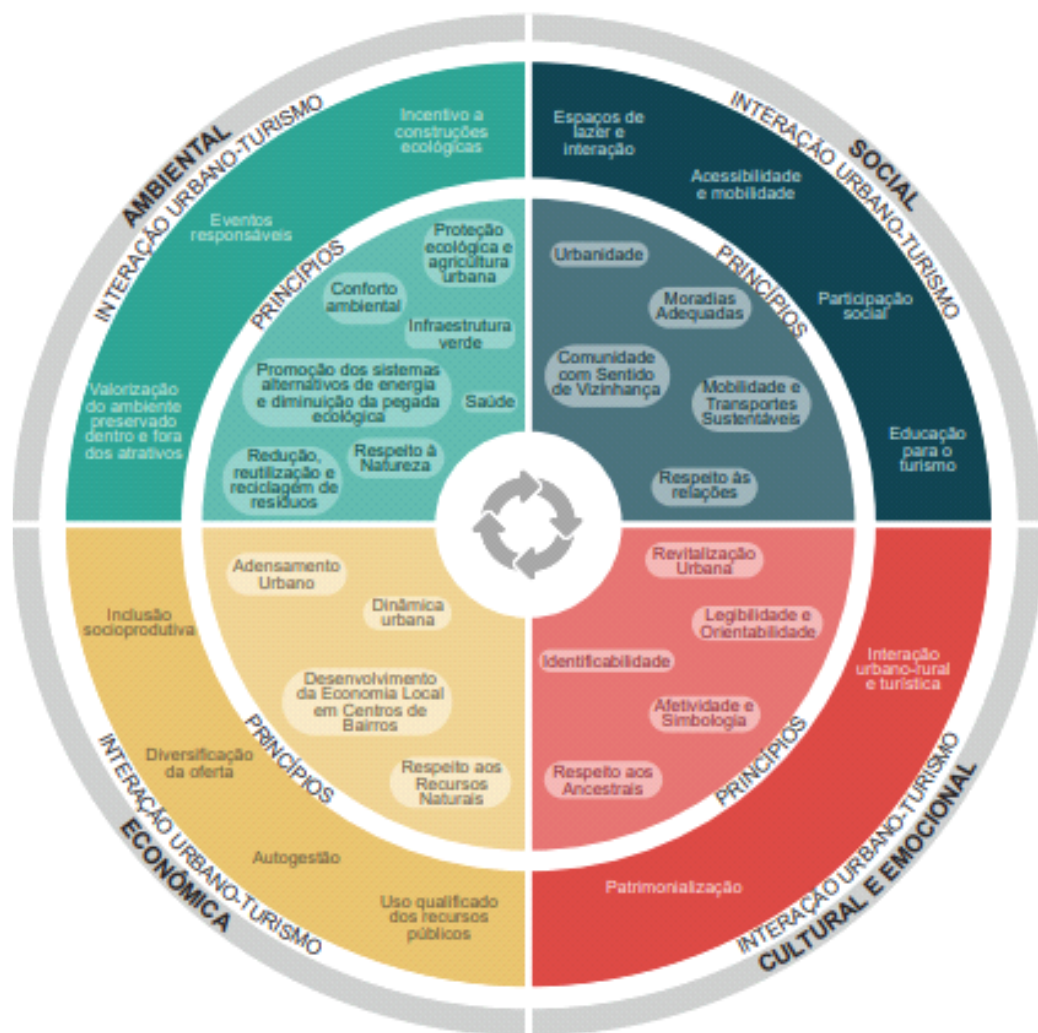 AMBIENTAL
INTERAÇÃO URBANO-TURISMO
Incentivo a
construções
ecológicas
Eventos
responsáveis
Valorização
do ambiente
preservado
dentro e fora
dos atrativos
PRINCÍPIOS
Proteção
ecológica e
agricultura
urbana
Conforto
ambiental
Infraestrutura
verde
Promoção dos sistemas
alternativos de energia
e diminuição da pegada
ecológica
Saúde
Respeito à
Natureza
Redução,
reutilização e
reciclagem de
resíduos
SOCIAL
INTERAÇÃO URBANO-TURISMO
Espaços de
lazer e
interação
Acessibilidade
e mobilidade
Participação
social
Educação
para o
turismo
PRINCÍPIOS
Urbanidade
Moradias
Adequadas
Comunidade
com Sentido
de Vizinhança
Mobilidade e
Transportes
Sustentáveis
Respeito às
relações
ECONÔMICA
INTERAÇÃO URBANO-TURISMO
Inclusão
socioprodutiva
Diversificação
da oferta
Autogestão
Uso qualificado
dos recursos
públicos
PRINCÍPIOS
Adensamento
Urbano
Dinâmica
urbana
Desenvolvimento
da Economia Local
em Centros de
Bairros
Respeito aos
Recursos
Naturais
CULTURAL E EMOCIONAL
INTERAÇÃO URBANO-TURISMO
Interação
urbano-rural
e turística
Patrimonialização
PRINCÍPIOS
Revitalização
Urbana
Legibilidade e
Orientabilidade
Identificabilidade
Afetividade e
Simbologia
Respeito aos
Ancestrais